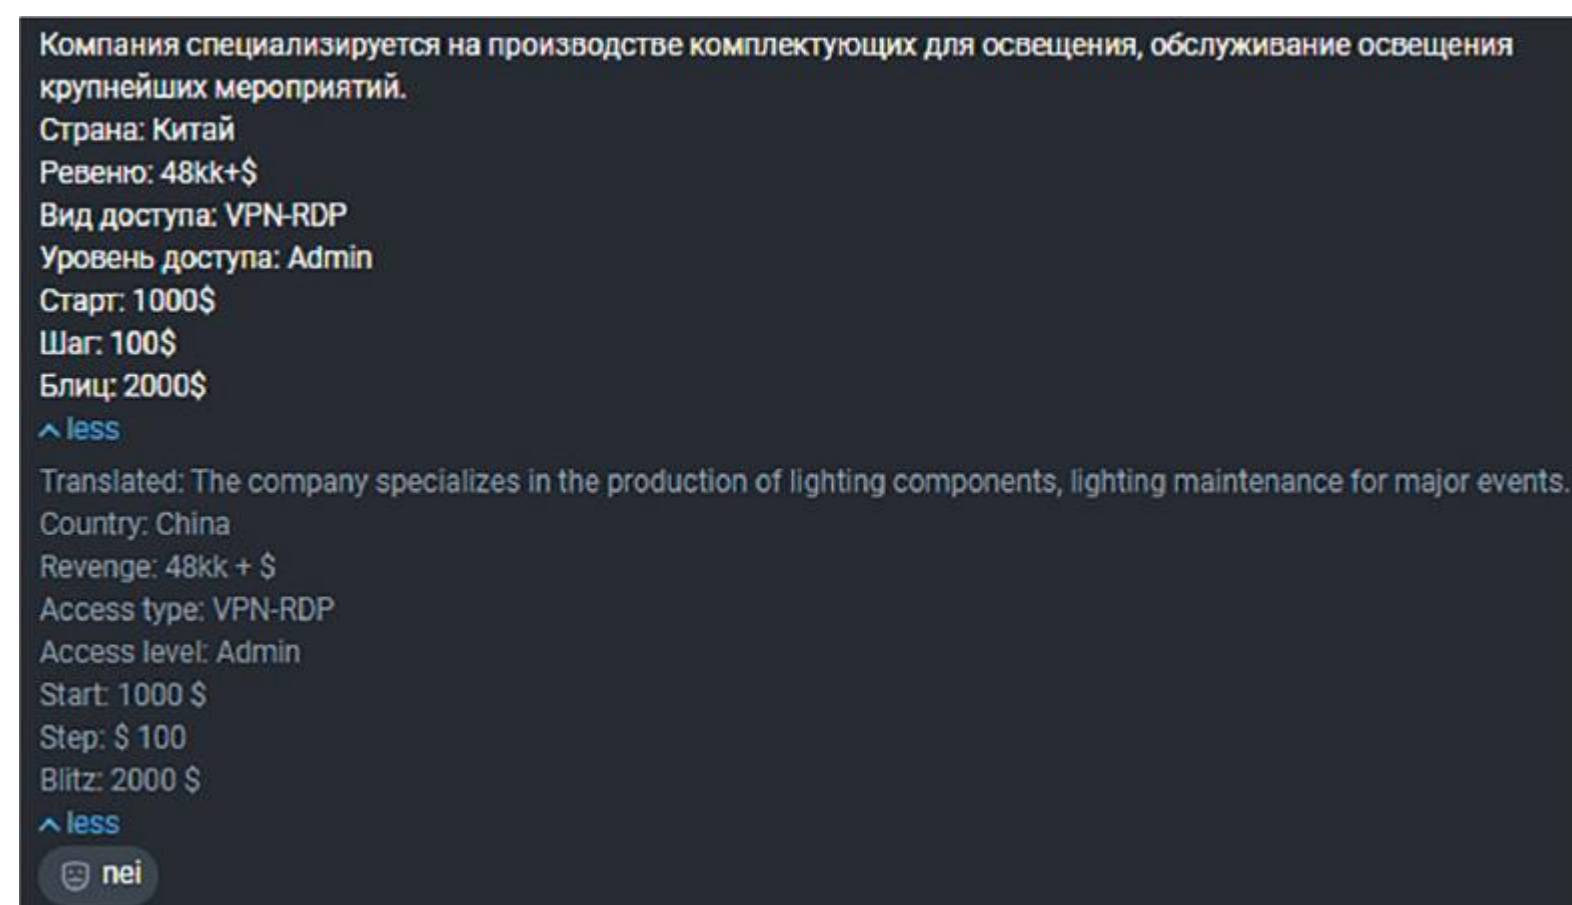 Компания специализируется на производстве комплектующих для освещения, обслуживание освещения
крупнейших мероприятий.
Страна: Китай
Ревеню: 48kk+$
Вид доступа: VPN-RDP
Уровень доступа: Admin
Старт: 1000$
Шаг: 100$
Блиц: 2000$
less
Translated: The company specializes in the production of lighting components, lighting maintenance for major events.
Country: China
Revenge: 48kk + $
Access type: VPN-RDP
Access level: Admin
Start: 1000 $
Step: $ 100
Blitz: 2000 $
less
nei